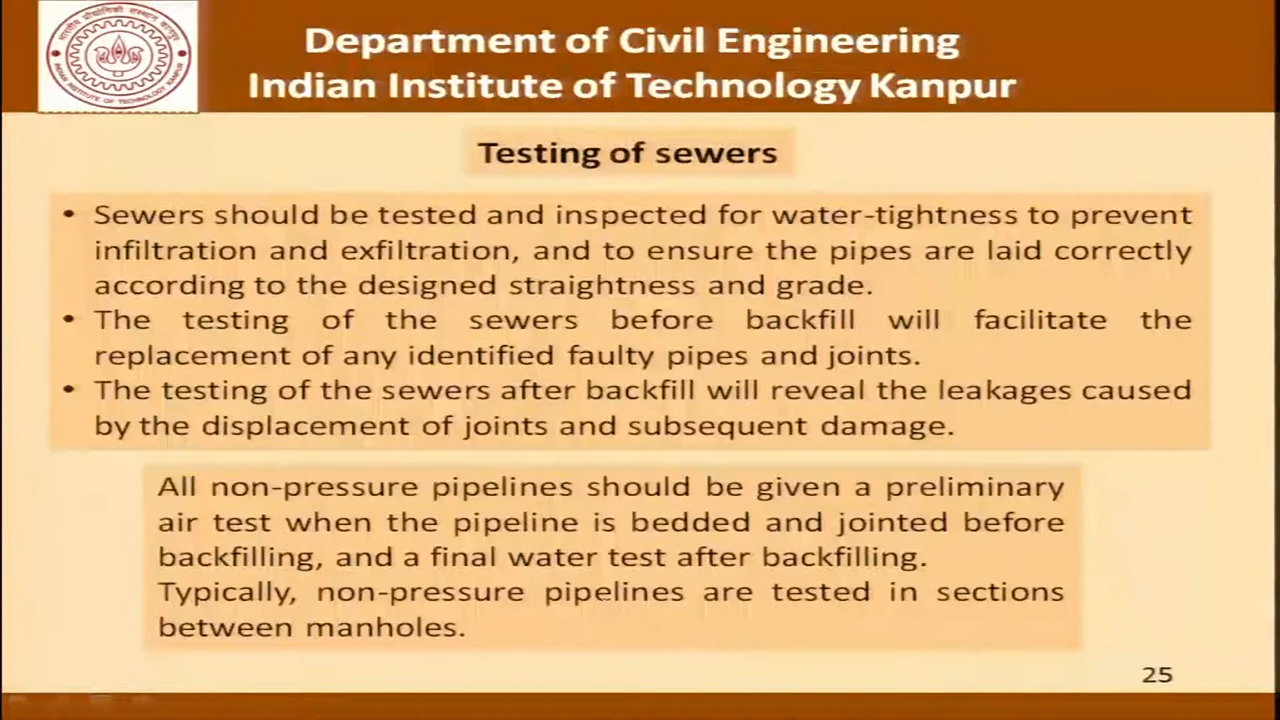 Department of Civil Engineering
Indian Institute of Technology Kanpur
Testing of sewers
• Sewers should be tested and inspected for water-tightness to prevent
infiltration and exfiltration, and to ensure the pipes are laid correctly
according to the designed straightness and grade.
• The testing of the sewers before backfill will facilitate the
replacement of any identified faulty pipes and joints.
• The testing of the sewers after backfill will reveal the leakages caused
by the displacement of joints and subsequent damage.
All non-pressure pipelines should be given a preliminary
air test when the pipeline is bedded and jointed before
backfilling, and a final water test after backfilling.
Typically, non-pressure pipelines are tested in sections
between manholes.
25